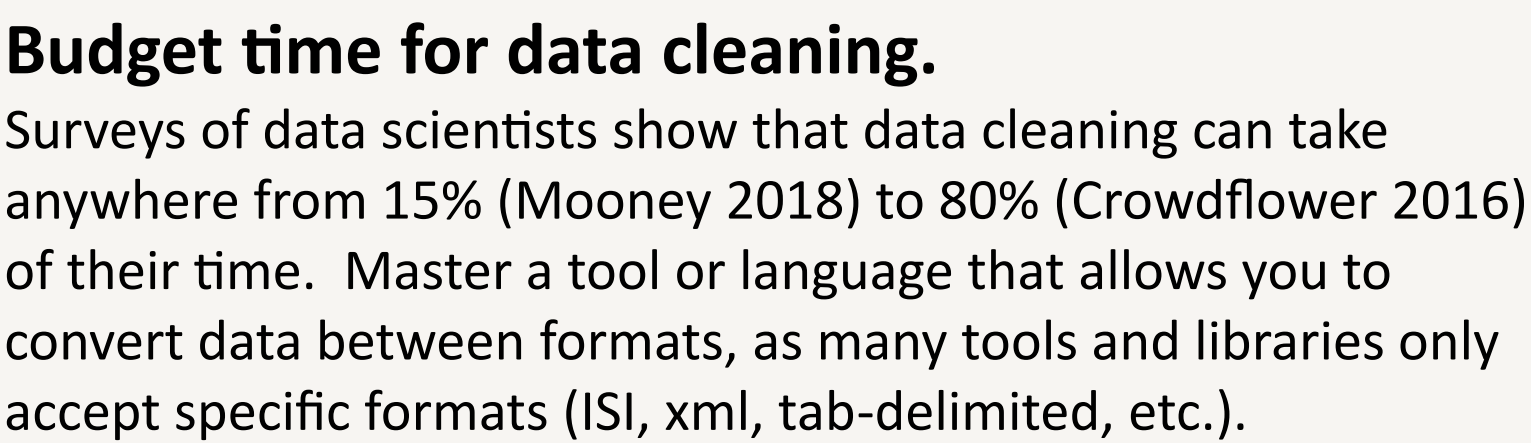 Budget time for data cleaning.
Surveys of data scientists show that data cleaning can take
anywhere from 15% (Mooney 2018) to 80% (Crowdflower 2016)
of their time.  Master a tool or language that allows you to
convert data between formats, as many tools and libraries only
accept specific formats (ISI, xml, tab-delimited, etc.).